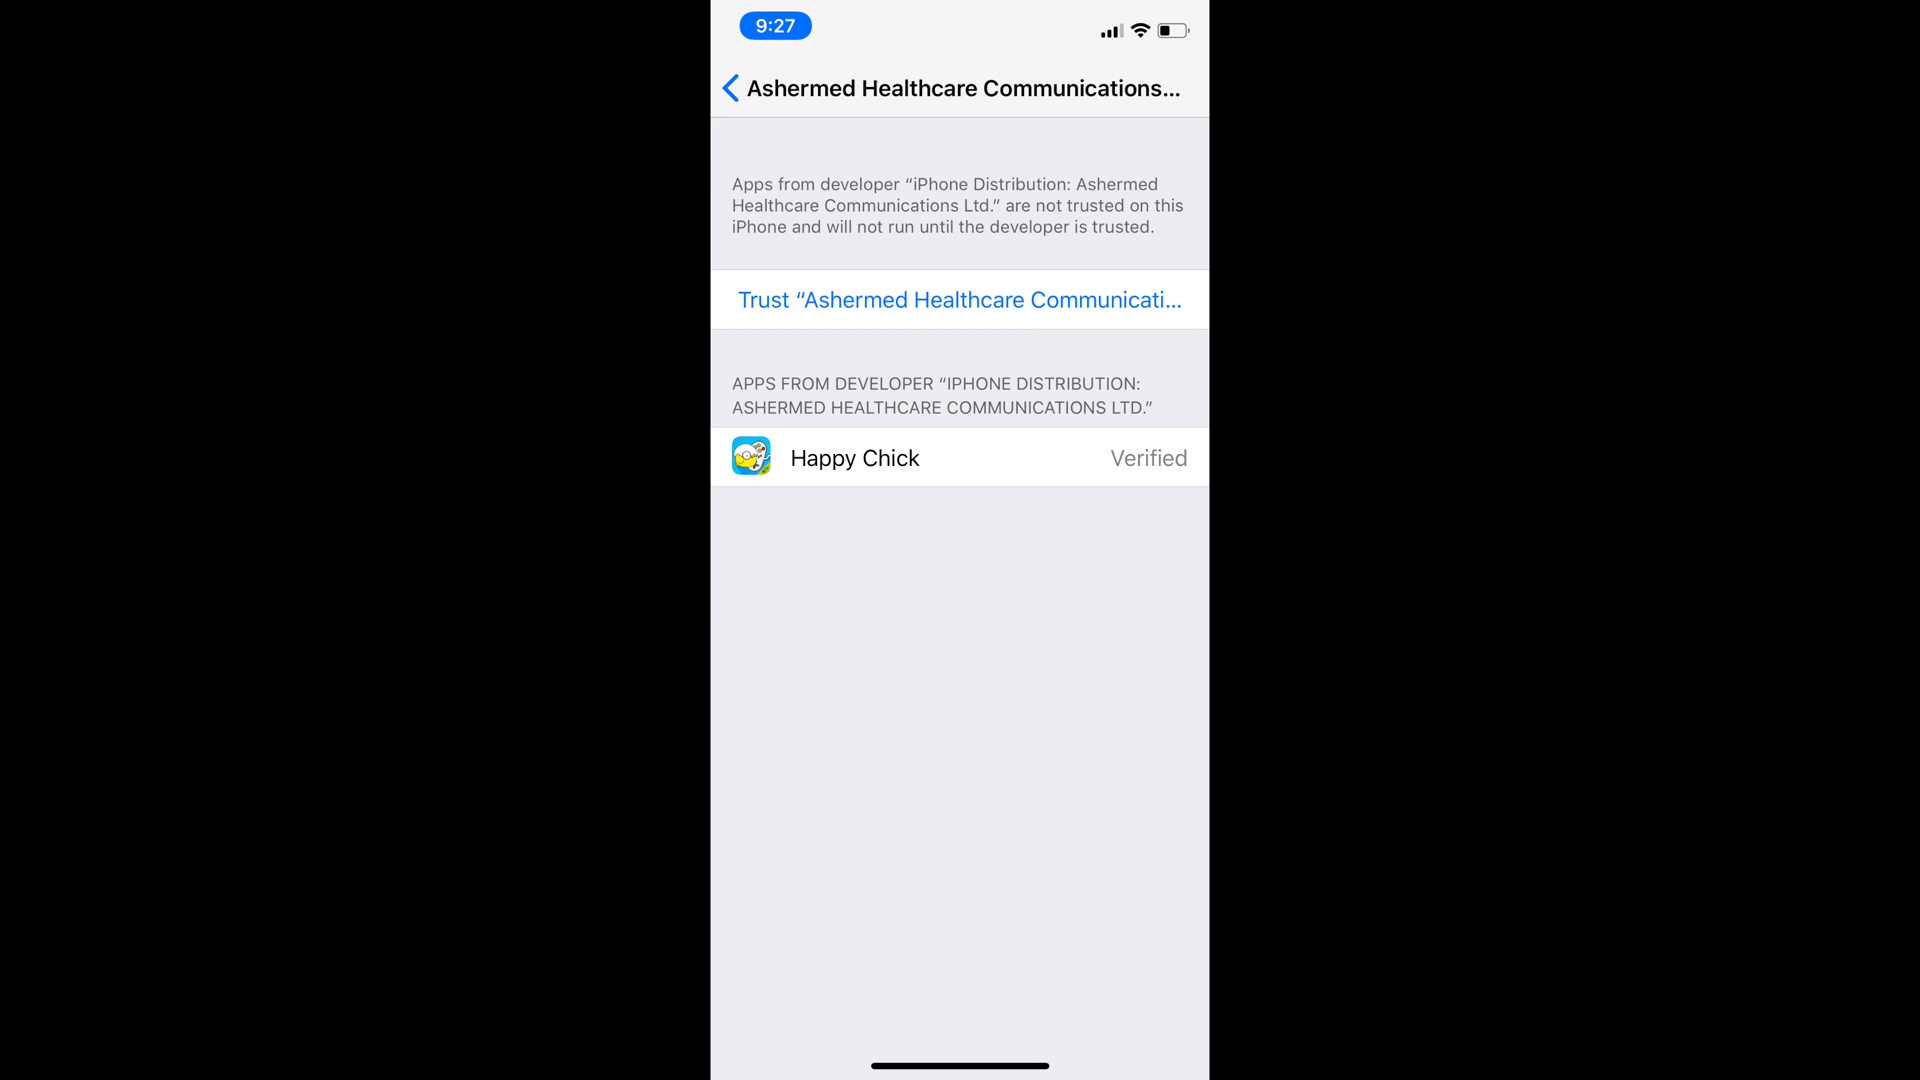 9:27
Ashermed Healthcare Communications...
Apps from developer “iPhone Distribution: Ashermed
Healthcare Communications Ltd.” are not trusted on this
iPhone and will not run until the developer is trusted.
Trust “Ashermed Healthcare Communicati...
APPS FROM DEVELOPER “IPHONE DISTRIBUTION:
ASHERMED HEALTHCARE COMMUNICATIONS LTD.”
Happy Chick Verified